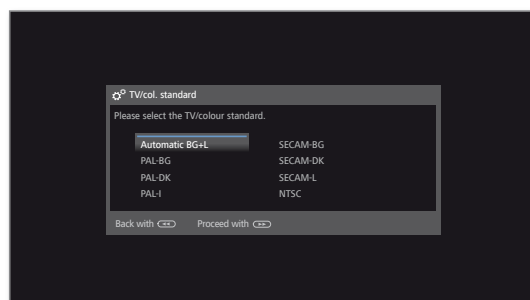 TV/col. standard
Please select the TV/colour standard.
Automatic BG+L SECAM-BG
PAL-BG SECAM-DK
PAL-DK SECAM-L
PAL-I NTSC
Back with Proceed with